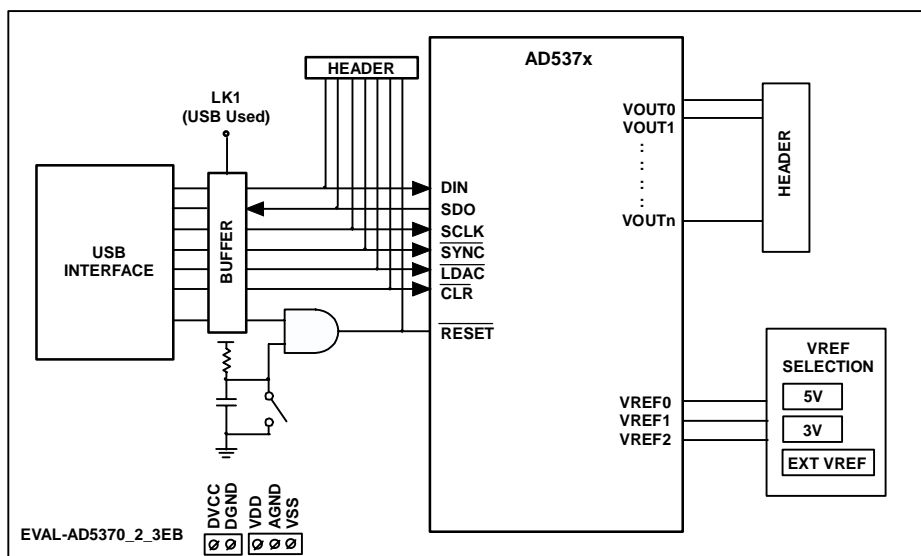 AD537x
HEADER
LK1
(USB Used)
VOUT0
VOUT1
VOUTn
HEADER
USB
INTERFACE
BUFFER
DIN
SDO
SCLK
SYNC
LDAC
CLR
RESET
VREF
SELECTION
5V
3V
EXT VREF
VREF0
VREF1
VREF2
DVCC
DGND
VDD
AGND
VSS
EVAL-AD5370_2_3EB